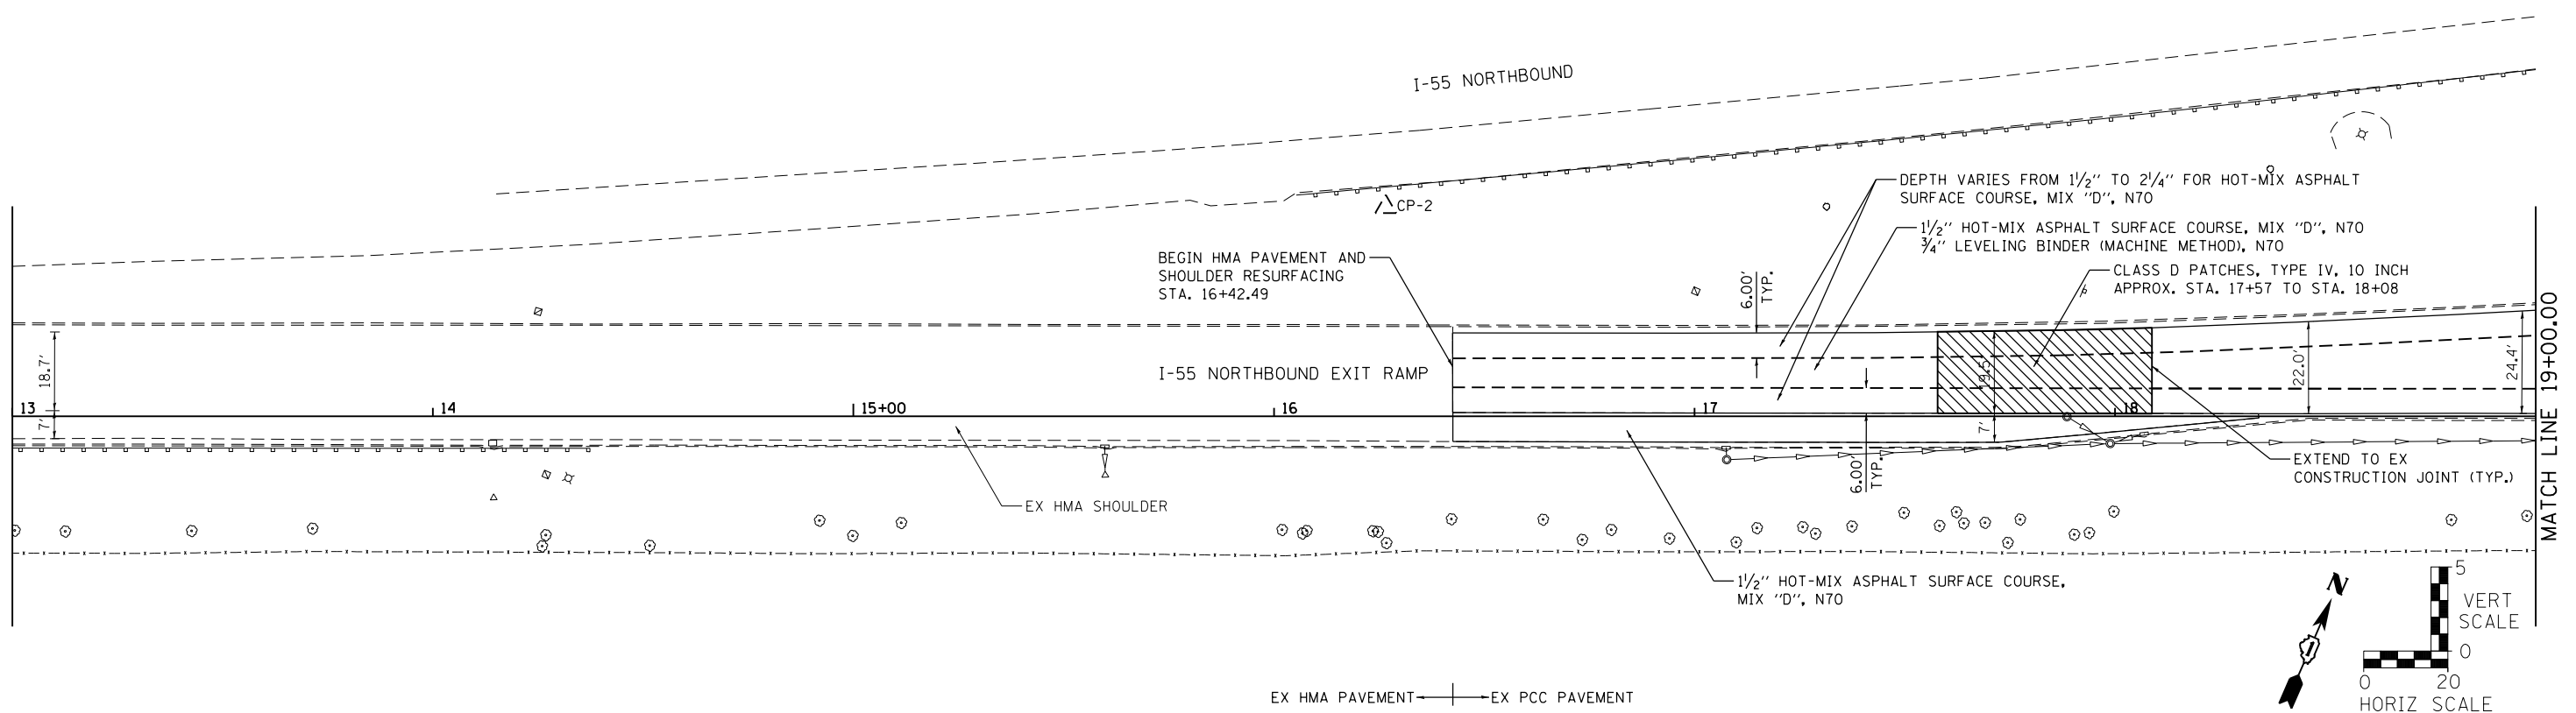 I-55 NORTHBOUND
CP-2
DEPTH VARIES FROM 1½" TO 2¼" FOR HOT-MIX ASPHALT
SURFACE COURSE, MIX "D", N70
1½" HOT-MIX ASPHALT SURFACE COURSE, MIX "D", N70
¾" LEVELING BINDER (MACHINE METHOD), N70
BEGIN HMA PAVEMENT AND
SHOULDER RESURFACING
STA. 16+42.49
6.00'
TYP.
CLASS D PATCHES, TYPE IV, 10 INCH
APPROX. STA. 17+57 TO STA. 18+08
18.7'
I-55 NORTHBOUND EXIT RAMP
19.5'
22.0'
24.4'
MATCH LINE 19+00.00
13
14
15+00
16
17
18
7'
7'
6.00'
TYP.
EX HMA SHOULDER
EXTEND TO EX
CONSTRUCTION JOINT (TYP.)
1½" HOT-MIX ASPHALT SURFACE COURSE,
MIX "D", N70
N
5
VERT
SCALE
0
0 20
HORIZ SCALE
EX HMA PAVEMENT
EX PCC PAVEMENT